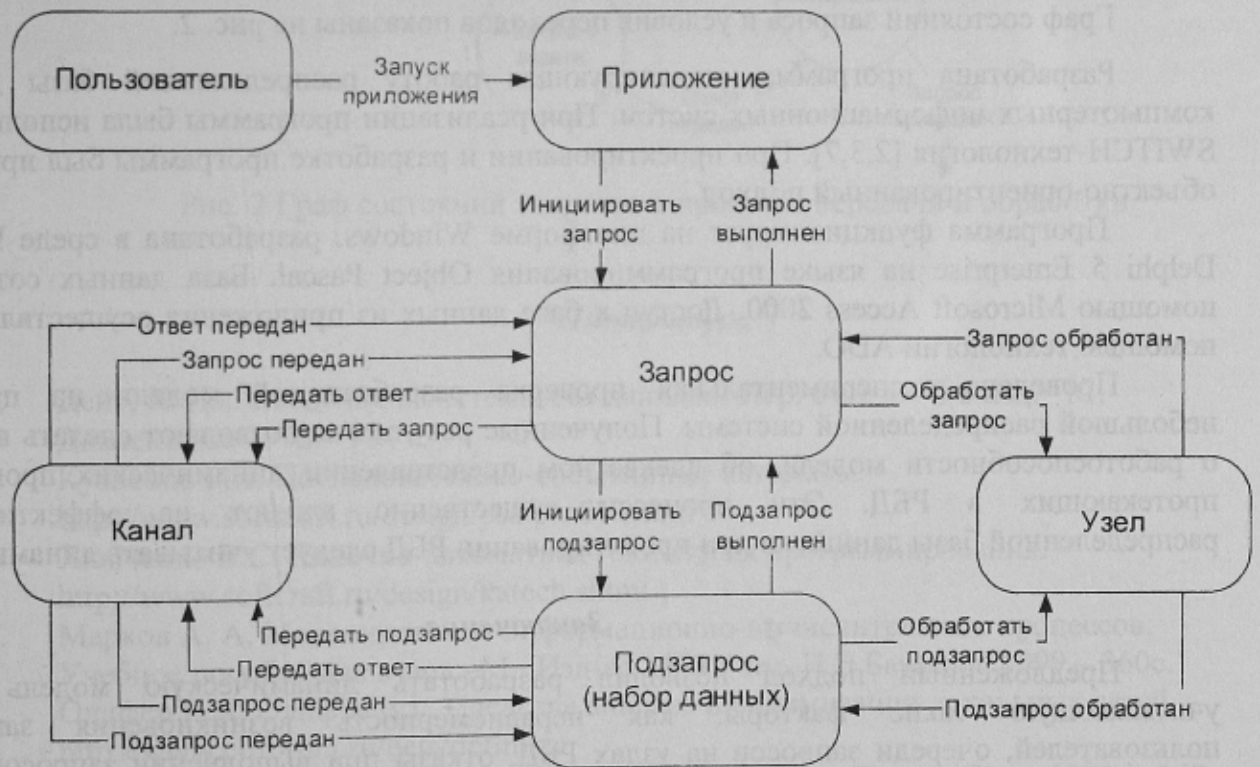 Пользователь
Запуск
приложения
Приложение
Инициировать
запрос
Запрос
выполнен
Ответ передан
Запрос передан
Передать ответ
Передать запрос
Запрос
Запрос обработан
Обработать
запрос
Канал
Инициировать
подзапрос
Подзапрос
выполнен
Узел
Передать подзапрос
Передать ответ
Подзапрос передан
Подзапрос передан
Подзапрос
(набор данных)
Обработать
подзапрос
Подзапрос обработан